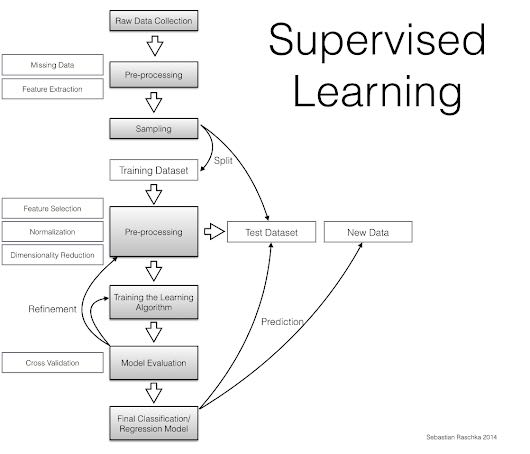 Supervised
Learning
Raw Data Collection
Missing Data
Pre-processing
Feature Extraction
Sampling
Split
Training Dataset
Feature Selection
Normalization
Dimensionality Reduction
Pre-processing
Test Dataset
New Data
Training the Learning
Algorithm
Refinement
Prediction
Cross Validation
Model Evaluation
Final Classification/
Regression Model
Sebastian Raschka 2014